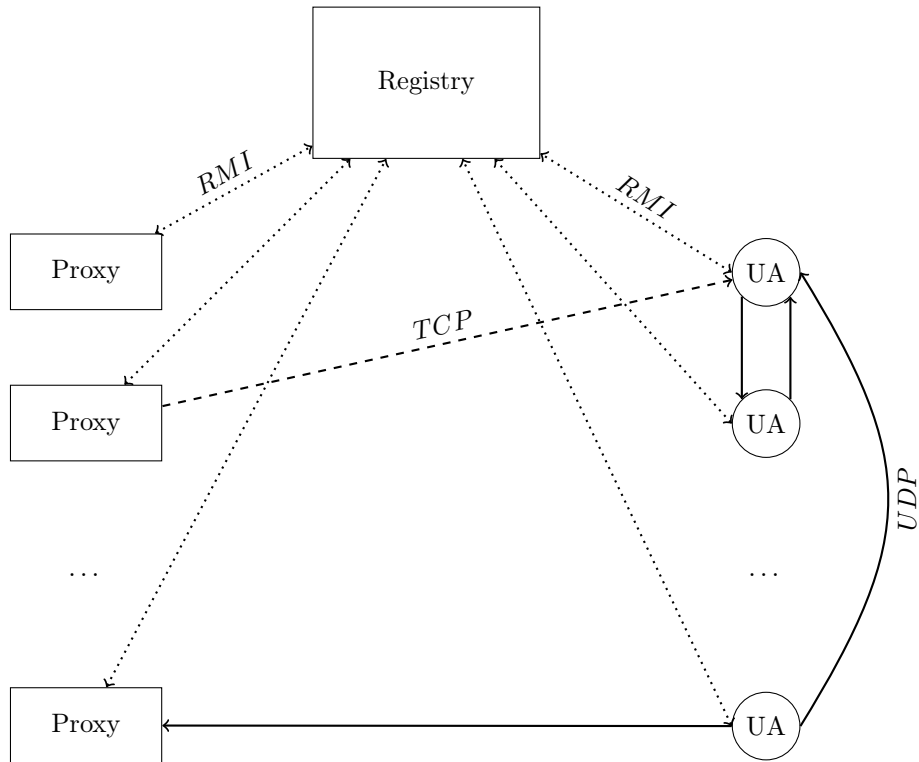 Registry
RMI
RMI
Proxy
UA
TCP
Proxy
UA
UDP
...
...
Proxy
UA